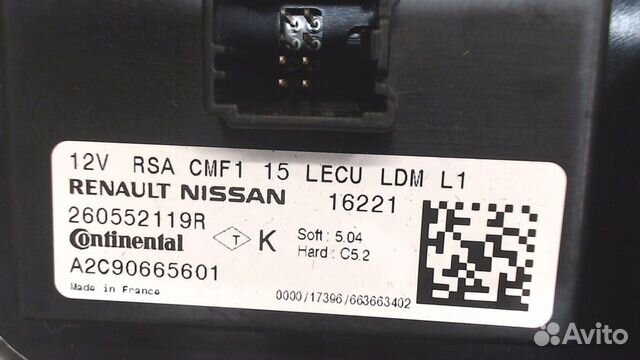 12V RSA CMF1 15 LECU LDM L1
RENAULT NISSAN 16221
260552119R
Continental T K Soft : 5.04
Hard : C5.2
A2C90665601
Made in France 0000/17396/663663402
Avito